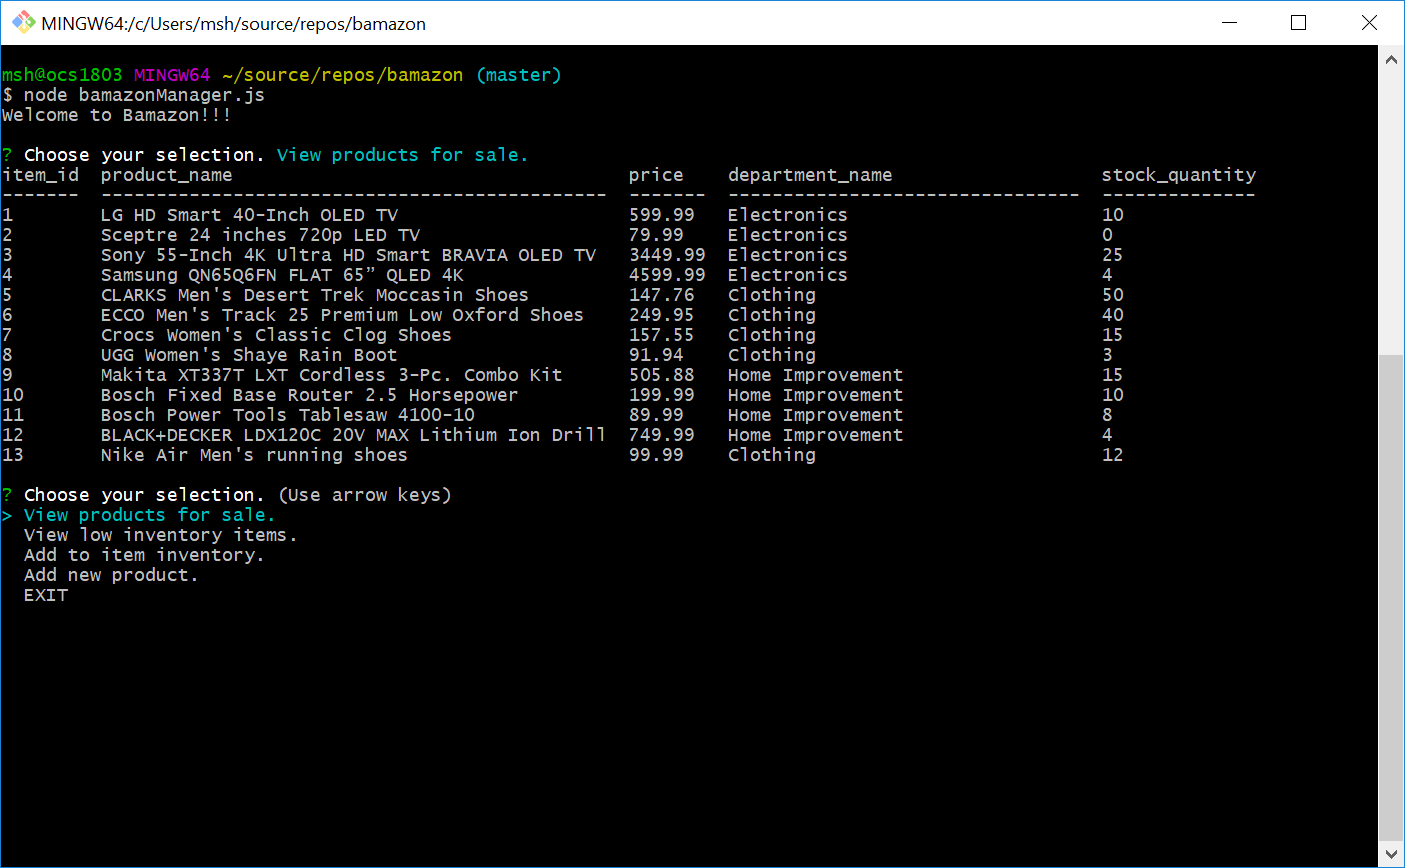 MINGW64:/c/Users/msh/source/repos/bamazon
msh@ocs1803 MINGW64 ~/source/repos/bamazon (master)
$ node bamazonManager.js
Welcome to Bamazon!!!
? Choose your selection. View products for sale.
item_id  product_name                                    price    department_name                   stock_quantity
-------  ----------------------------------------------  -------  --------------------------------  --------------
1        LG HD Smart 40-Inch OLED TV                     599.99   Electronics                       10
2        Sceptre 24 inches 720p LED TV                   79.99    Electronics                       0
3        Sony 55-Inch 4K Ultra HD Smart BRAVIA OLED TV   3449.99  Electronics                       25
4        Samsung QN65Q6FN FLAT 65” QLED 4K               4599.99  Electronics                       4
5        CLARKS Men's Desert Trek Moccasin Shoes         147.76   Clothing                          50
6        ECCO Men's Track 25 Premium Low Oxford Shoes    249.95   Clothing                          40
7        Crocs Women's Classic Clog Shoes                157.55   Clothing                          15
8        UGG Women's Shaye Rain Boot                     91.94    Clothing                          3
9        Makita XT337T LXT Cordless 3-Pc. Combo Kit      505.88   Home Improvement                  15
10       Bosch Fixed Base Router 2.5 Horsepower          199.99   Home Improvement                  10
11       Bosch Power Tools Tablesaw 4100-10              89.99    Home Improvement                  8
12       BLACK+DECKER LDX120C 20V MAX Lithium Ion Drill  749.99   Home Improvement                  4
13       Nike Air Men's running shoes                    99.99    Clothing                          12
? Choose your selection. (Use arrow keys)
> View products for sale.
  View low inventory items.
  Add to item inventory.
  Add new product.
  EXIT